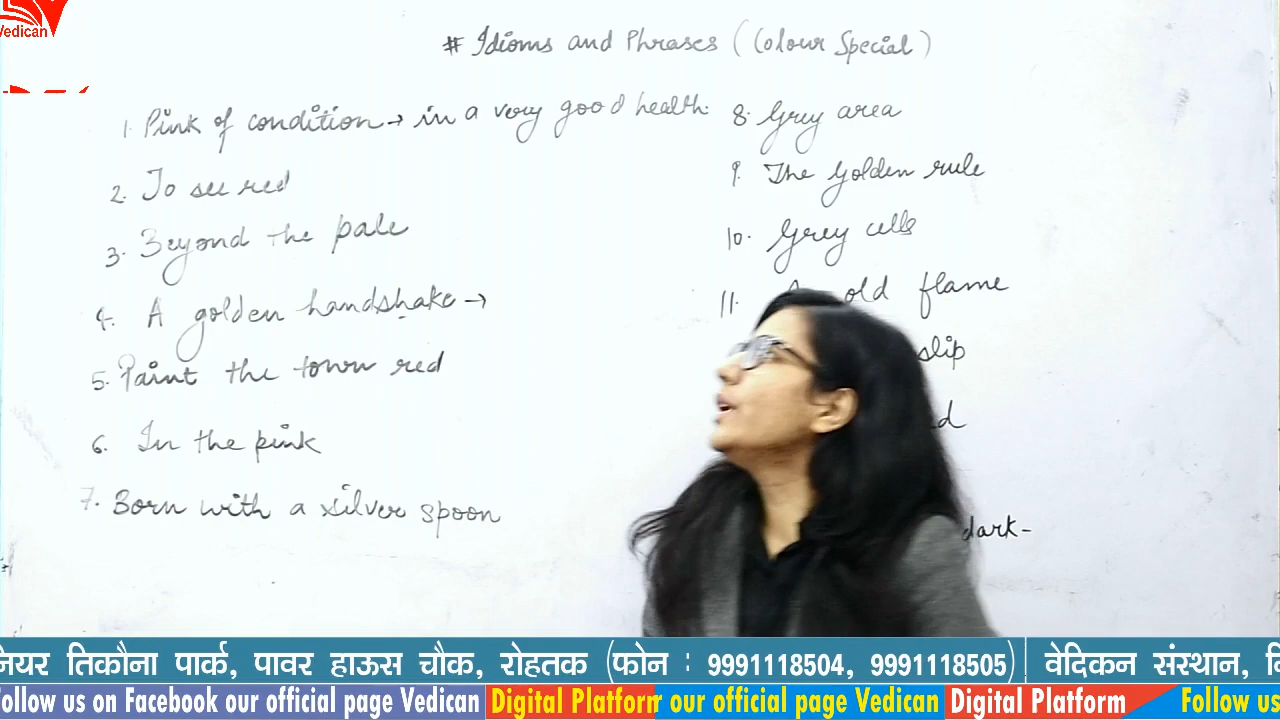 Vedican
# Idioms and Phrases (Colour Special)
1. Pink of condition → in a very good health.
2. To see red
3. Beyond the pale
4. A golden handshake →
5. Paint the town red
6. In the pink
7. Born with a silver spoon
8. Grey area
9. The golden rule
10. Grey cells
11. old flame
slip
dark-
नियर तिकौना पार्क, पावर हाऊस चौक, रोहतक (फोन : 9991118504, 9991118505) वेदिकन संस्थान,
Follow us on Facebook our official page Vedican Digital Platform our official page Vedican Digital Platform Follow us